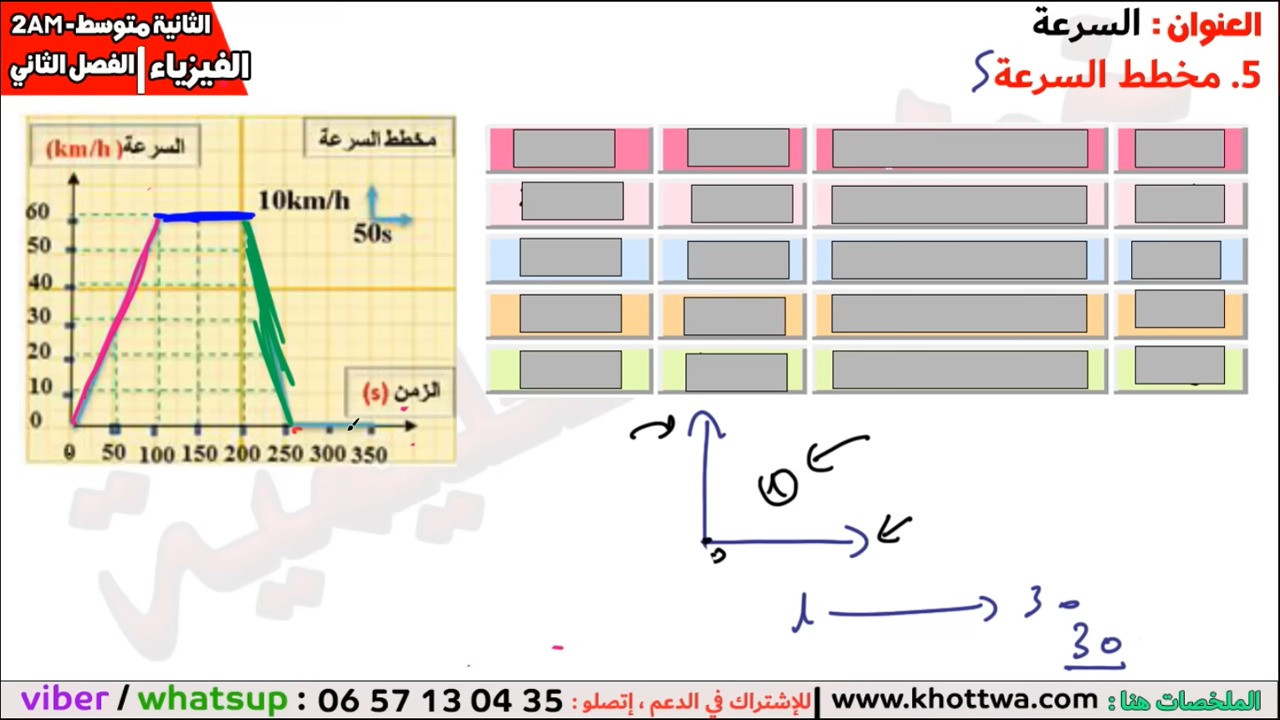 العنوان : السرعة
الثانية متوسط-2AM
5. مخطط السرعة
الفيزياء | الفصل الثاني
مخطط السرعة
السرعة (km/h)
10km/h
50s
60
50
40
30
20
10
0
الزمن (s)
0 50 100 150 200 250 300 350
30
30
الملخصات هنا : www.khottwa.com | للإشتراك في الدعم ، إتصلو : viber / whatsup : 06 57 13 04 35